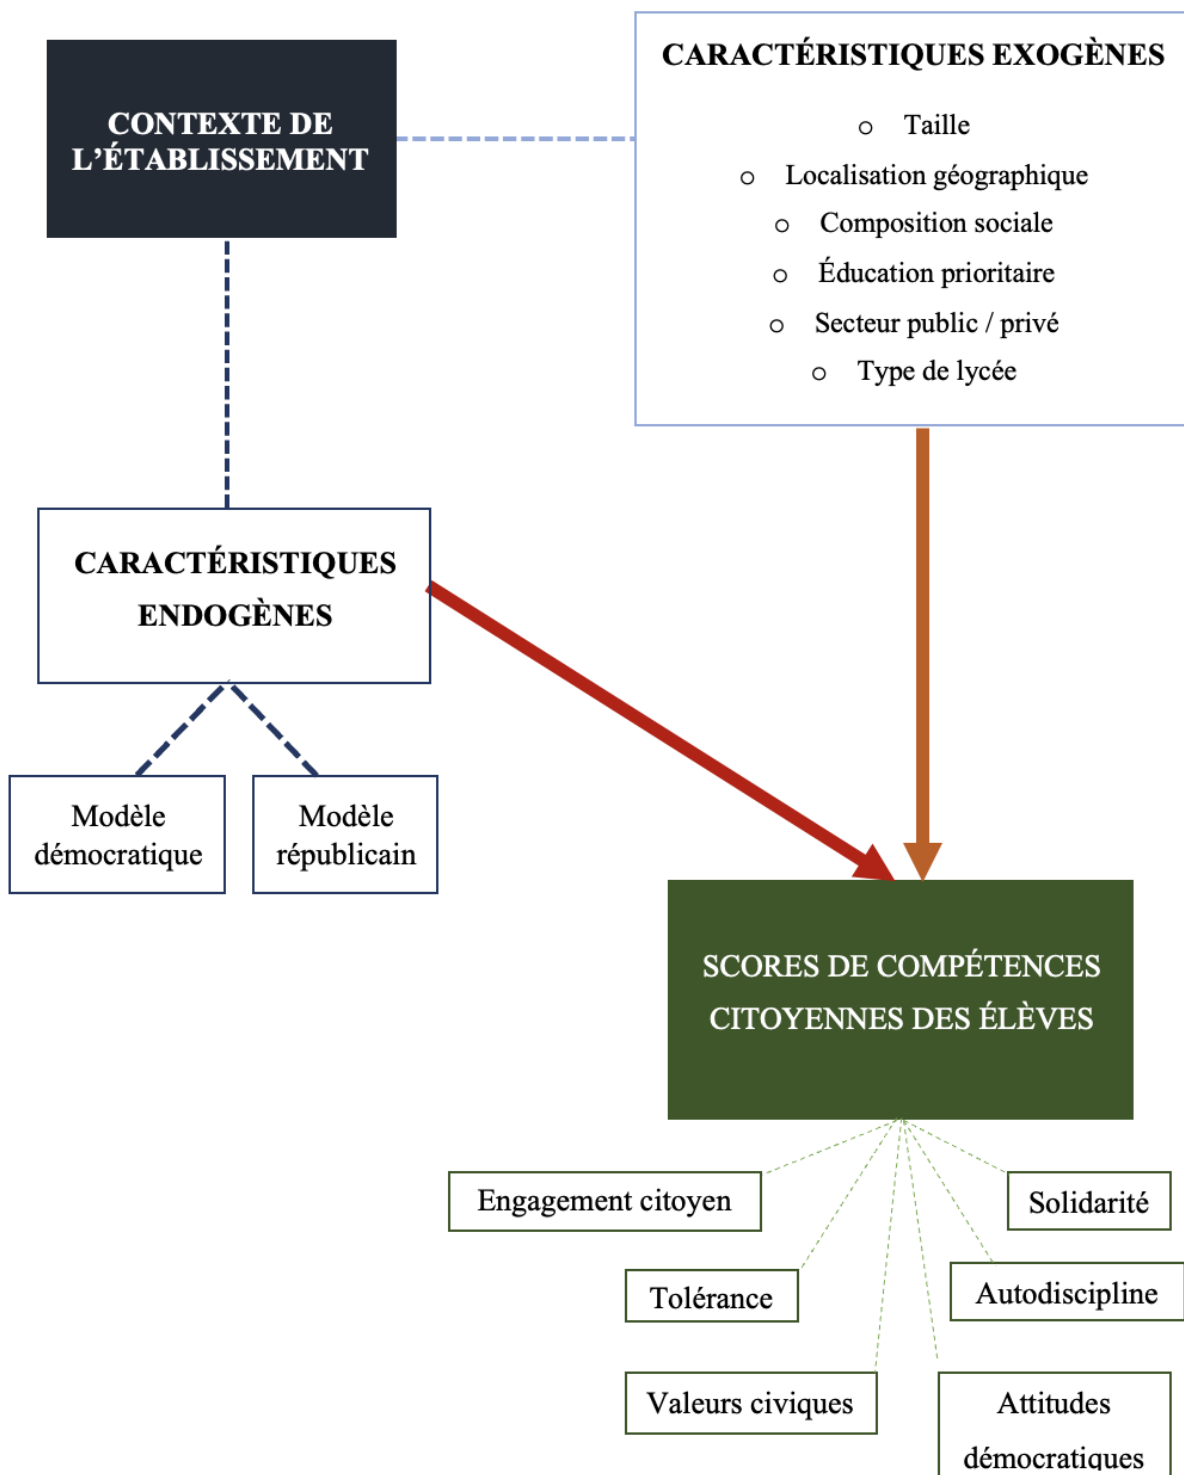 CONTEXTE DE
L’ÉTABLISSEMENT
CARACTÉRISTIQUES EXOGÈNES
Taille
Localisation géographique
Composition sociale
Éducation prioritaire
Secteur public / privé
Type de lycée
CARACTÉRISTIQUES
ENDOGÈNES
Modèle
démocratique
Modèle
républicain
SCORES DE COMPÉTENCES
CITOYENNES DES ÉLÈVES
Engagement citoyen
Solidarité
Tolérance
Autodiscipline
Valeurs civiques
Attitudes
démocratiques